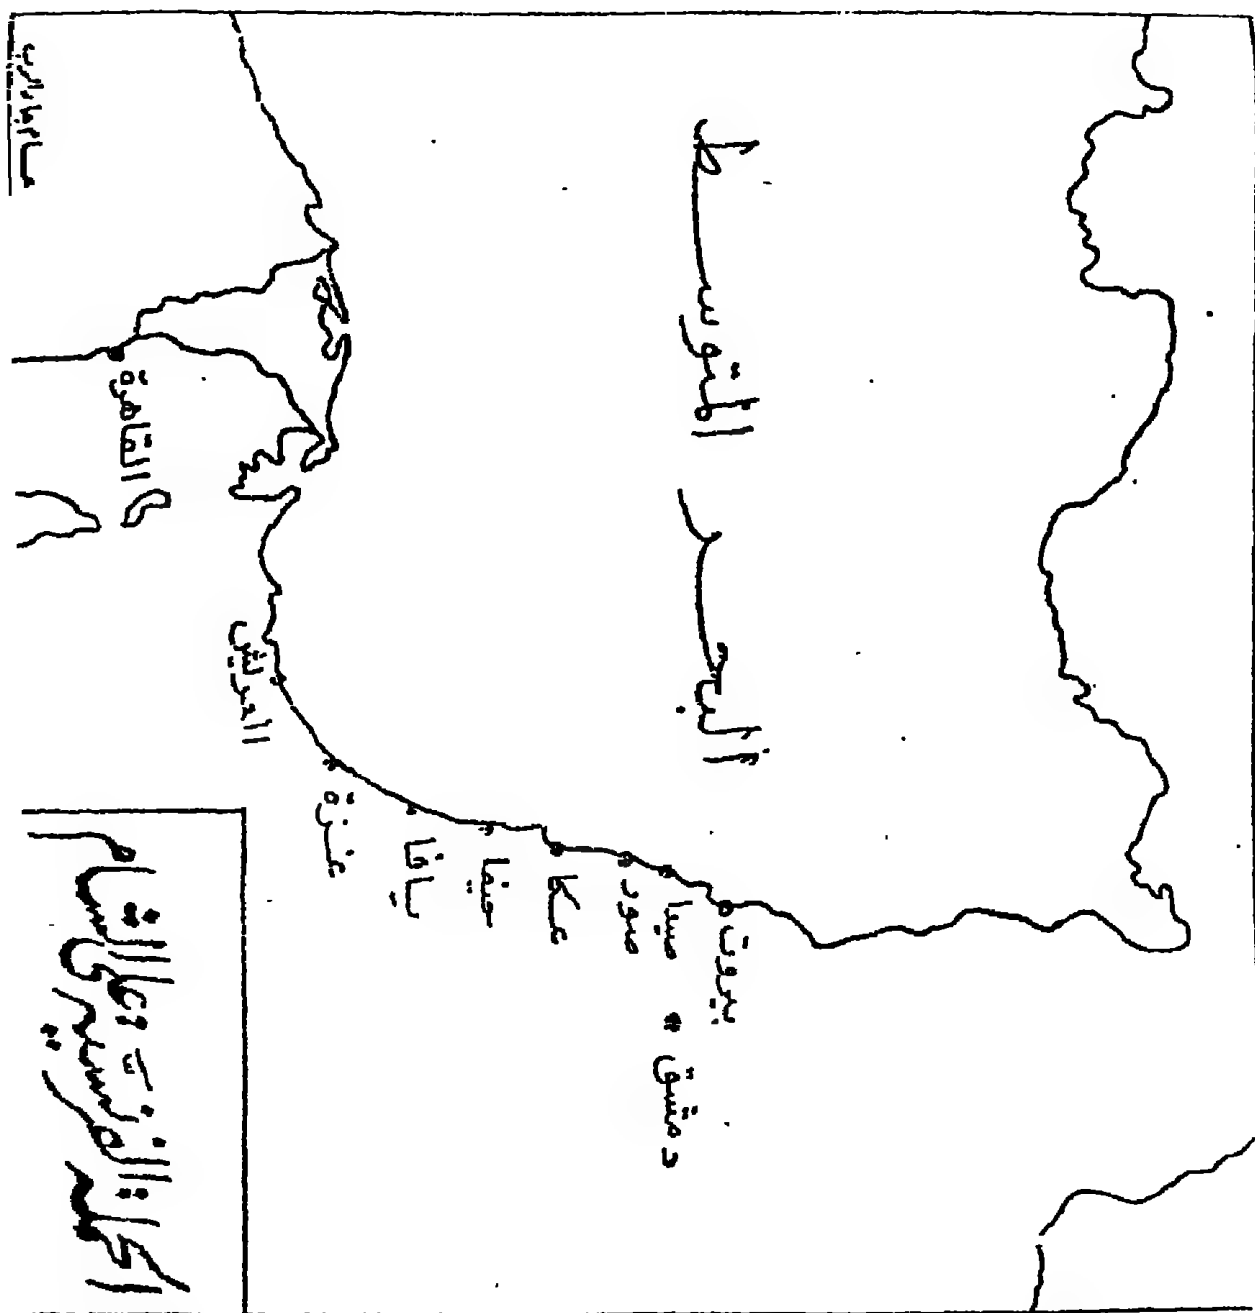 البحر المتوسط
بيروت
صيدا
دمشق
صور
عكا
حيفا
يافا
غزة
العريش
القاهرة
الحملة الفرنسية على الشام